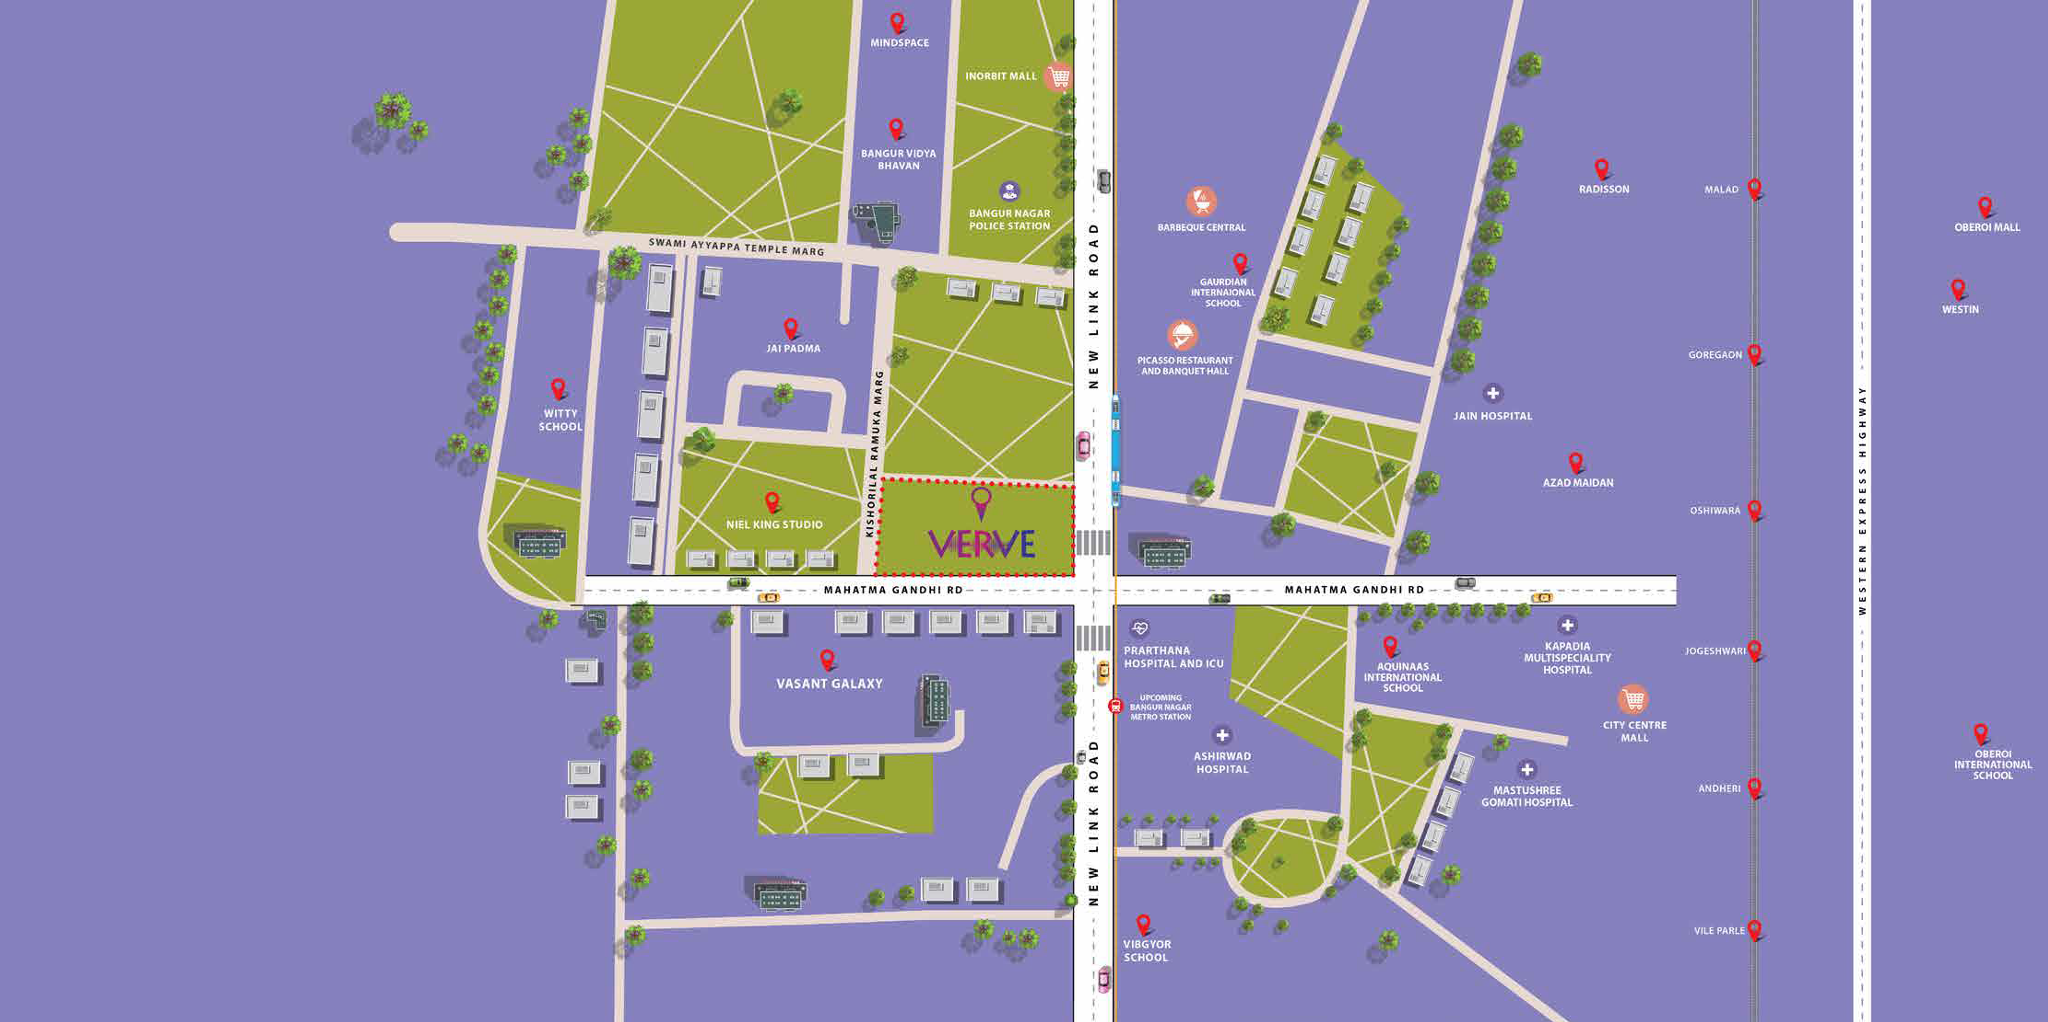 MINDSPACE
INORBIT MALL
BANGUR VIDYA
BHAVAN
BANGUR NAGAR
POLICE STATION
SWAMI AYYAPPA TEMPLE MARG
NEW LINK ROAD
BARBEQUE CENTRAL
GAURDIAN
INTERNAIONAL
SCHOOL
PICASSO RESTAURANT
AND BANQUET HALL
RADISSON
MALAD
OBEROI MALL
WESTIN
GOREGAON
JAI PADMA
WITTY
SCHOOL
KISHORILAL RAMUKA MARG
JAIN HOSPITAL
AZAD MAIDAN
WESTERN EXPRESS HIGHWAY
NIEL KING STUDIO
VERVE
OSHIWARA
MAHATMA GANDHI RD
MAHATMA GANDHI RD
PRARTHANA
HOSPITAL AND ICU
UPCOMING
BANGUR NAGAR
METRO STATION
ASHIRWAD
HOSPITAL
AQUINAAS
INTERNATIONAL
SCHOOL
KAPADIA
MULTISPECIALITY
HOSPITAL
JOGESHWARI
CITY CENTRE
MALL
VASANT GALAXY
NEW LINK ROAD
MASTUSHREE
GOMATI HOSPITAL
ANDHERI
OBEROI
INTERNATIONAL
SCHOOL
VIBGYOR
SCHOOL
VILE PARLE